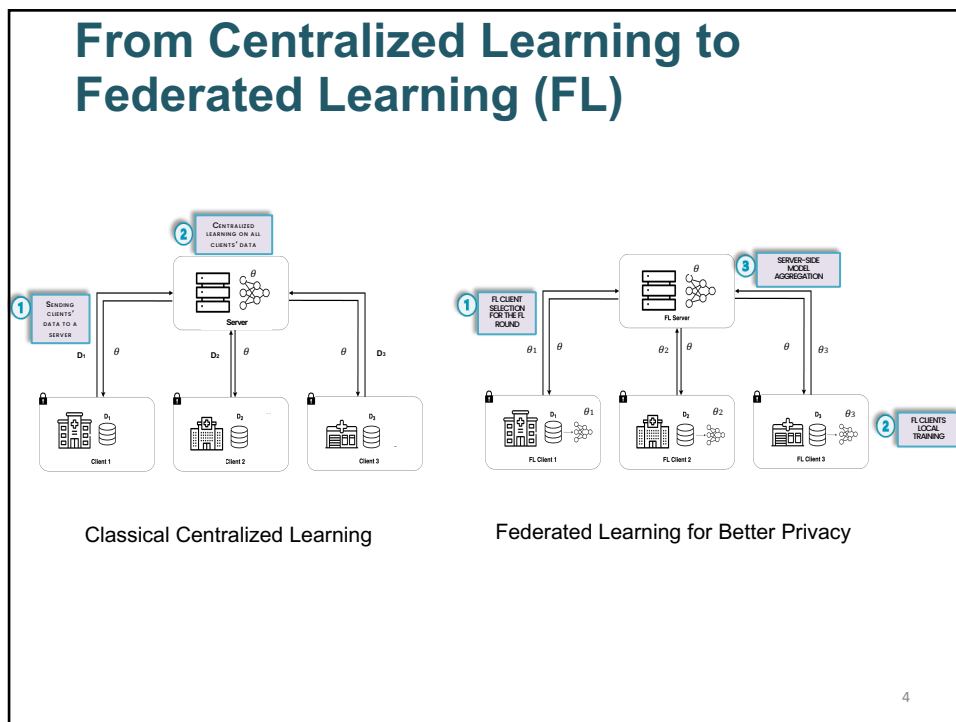 From Centralized Learning to
Federated Learning (FL)
2
CENTRALIZED
LEARNING ON ALL
CLIENTS' DATA
θ
Server
1
SENDING
CLIENTS'
DATA TO A
SERVER
D₁
θ
D₂
θ
θ
D₃
D₁
Client 1
D₂
Client 2
D₃
Client 3
Classical Centralized Learning
3
SERVER-SIDE
MODEL
AGGREGATION
θ
FL Server
1
FL CLIENT
SELECTION
FOR THE FL
ROUND
θ₁
θ
θ₂
θ
θ
θ₃
D₁
θ₁
FL Client 1
D₂
θ₂
FL Client 2
D₃
θ₃
FL Client 3
2
FL CLIENTS
LOCAL
TRAINING
Federated Learning for Better Privacy
4